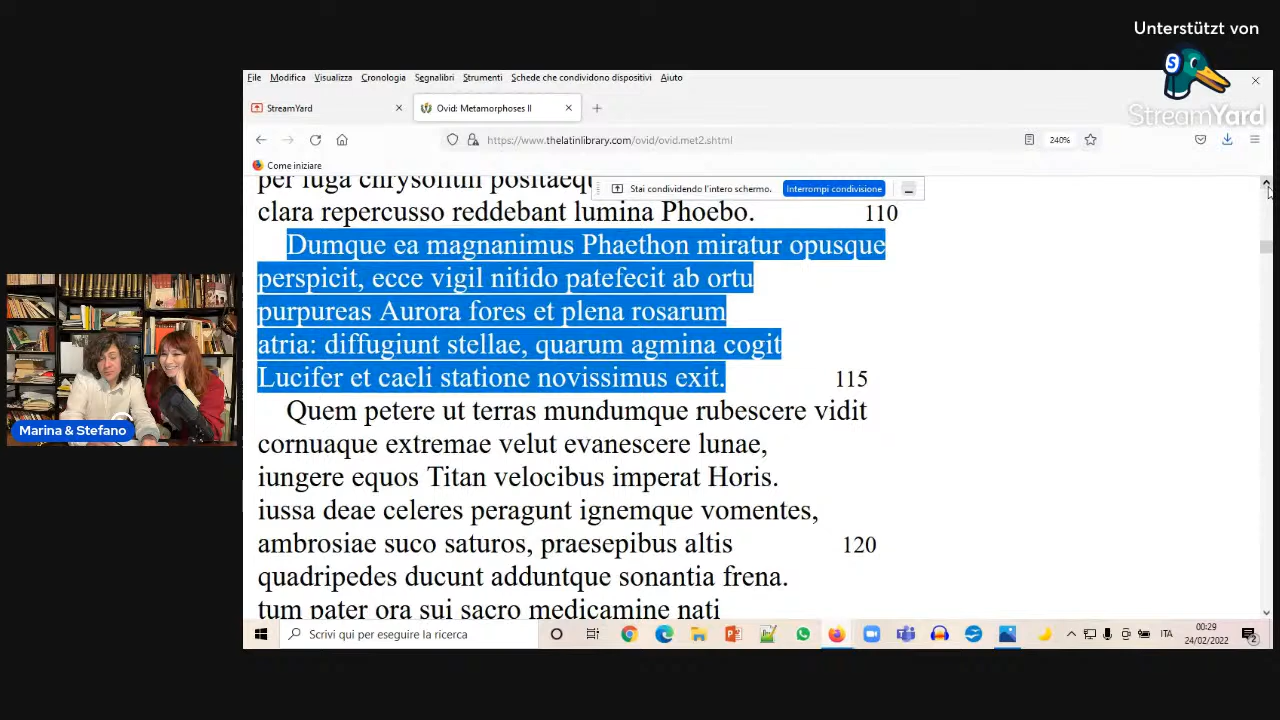 Unterstützt von
StreamYard
File Modifica Visualizza Cronologia Segnalibri Strumenti Schede che condividono dispositivi Aiuto
StreamYard
Ovid: Metamorphoses II
https://www.thelatinlibrary.com/ovid/ovid.met2.shtml
240%
Come iniziare
Stai condividendo l'intero schermo. Interrompi condivisione
per iuga chrysolithi positaequ
clara repercusso reddebant lumina Phoebo. 110
Dumque ea magnanimus Phaethon miratur opusque
perspicit, ecce vigil nitido patefecit ab ortu
purpureas Aurora fores et plena rosarum
atria: diffugiunt stellae, quarum agmina cogit
Lucifer et caeli statione novissimus exit. 115
Quem petere ut terras mundumque rubescere vidit
cornuaque extremae velut evanescere lunae,
iungere equos Titan velocibus imperat Horis.
iussa deae celeres peragunt ignemque vomentes,
ambrosiae suco saturos, praesepibus altis 120
quadripedes ducunt adduntque sonantia frena.
tum pater ora sui sacro medicamine nati
Marina & Stefano
Scrivi qui per eseguire la ricerca
ITA
00:29
24/02/2022
2